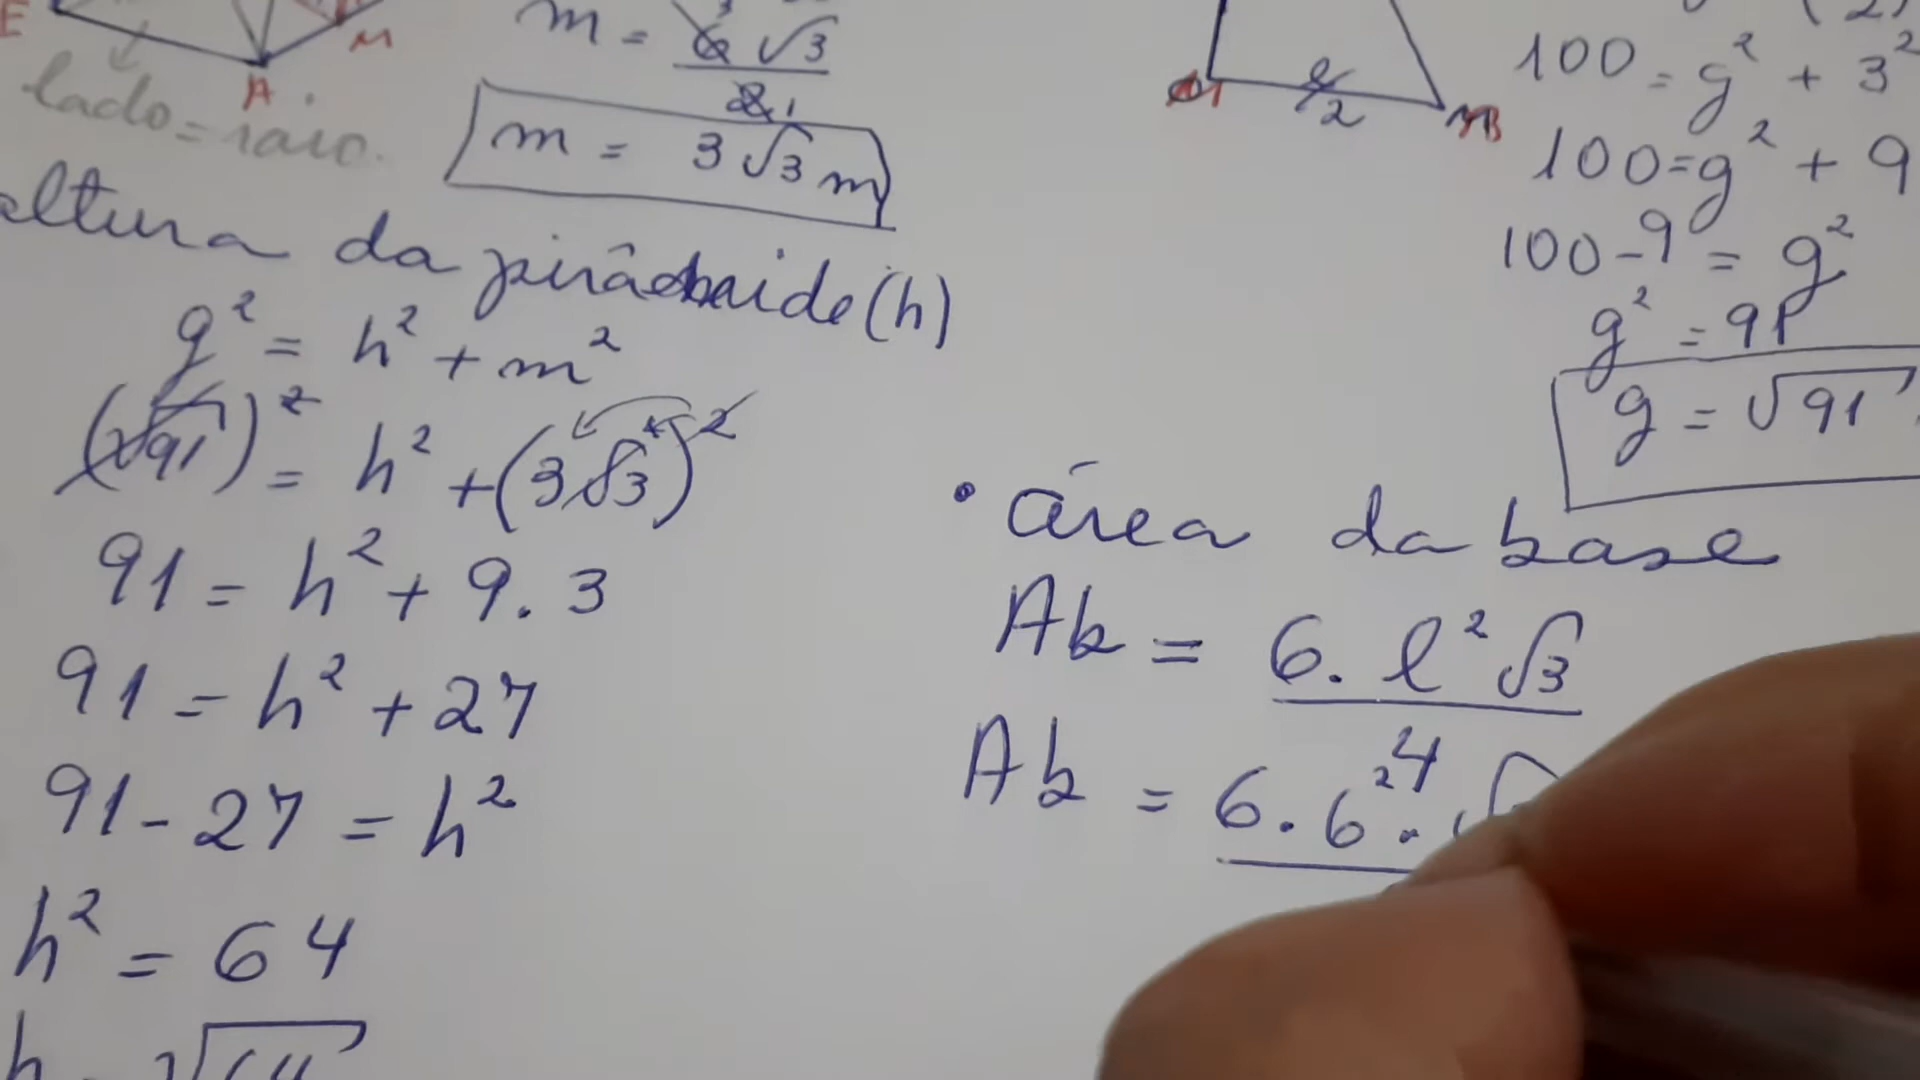 E
M
A
lado = raio.
m = 6√3
2
m = 3√3 m
altura da pirâmide (h)
g² = h² + m²
(√91)² = h² + (3√3)²
91 = h² + 9.3
91 = h² + 27
91 - 27 = h²
h² = 64
l/2
B
100 = g² + 3²
100 = g² + 9
100 - 9 = g²
g² = 91
g = √91
• área da base
Ab = 6. l²√3
4
Ab = 6.6².√